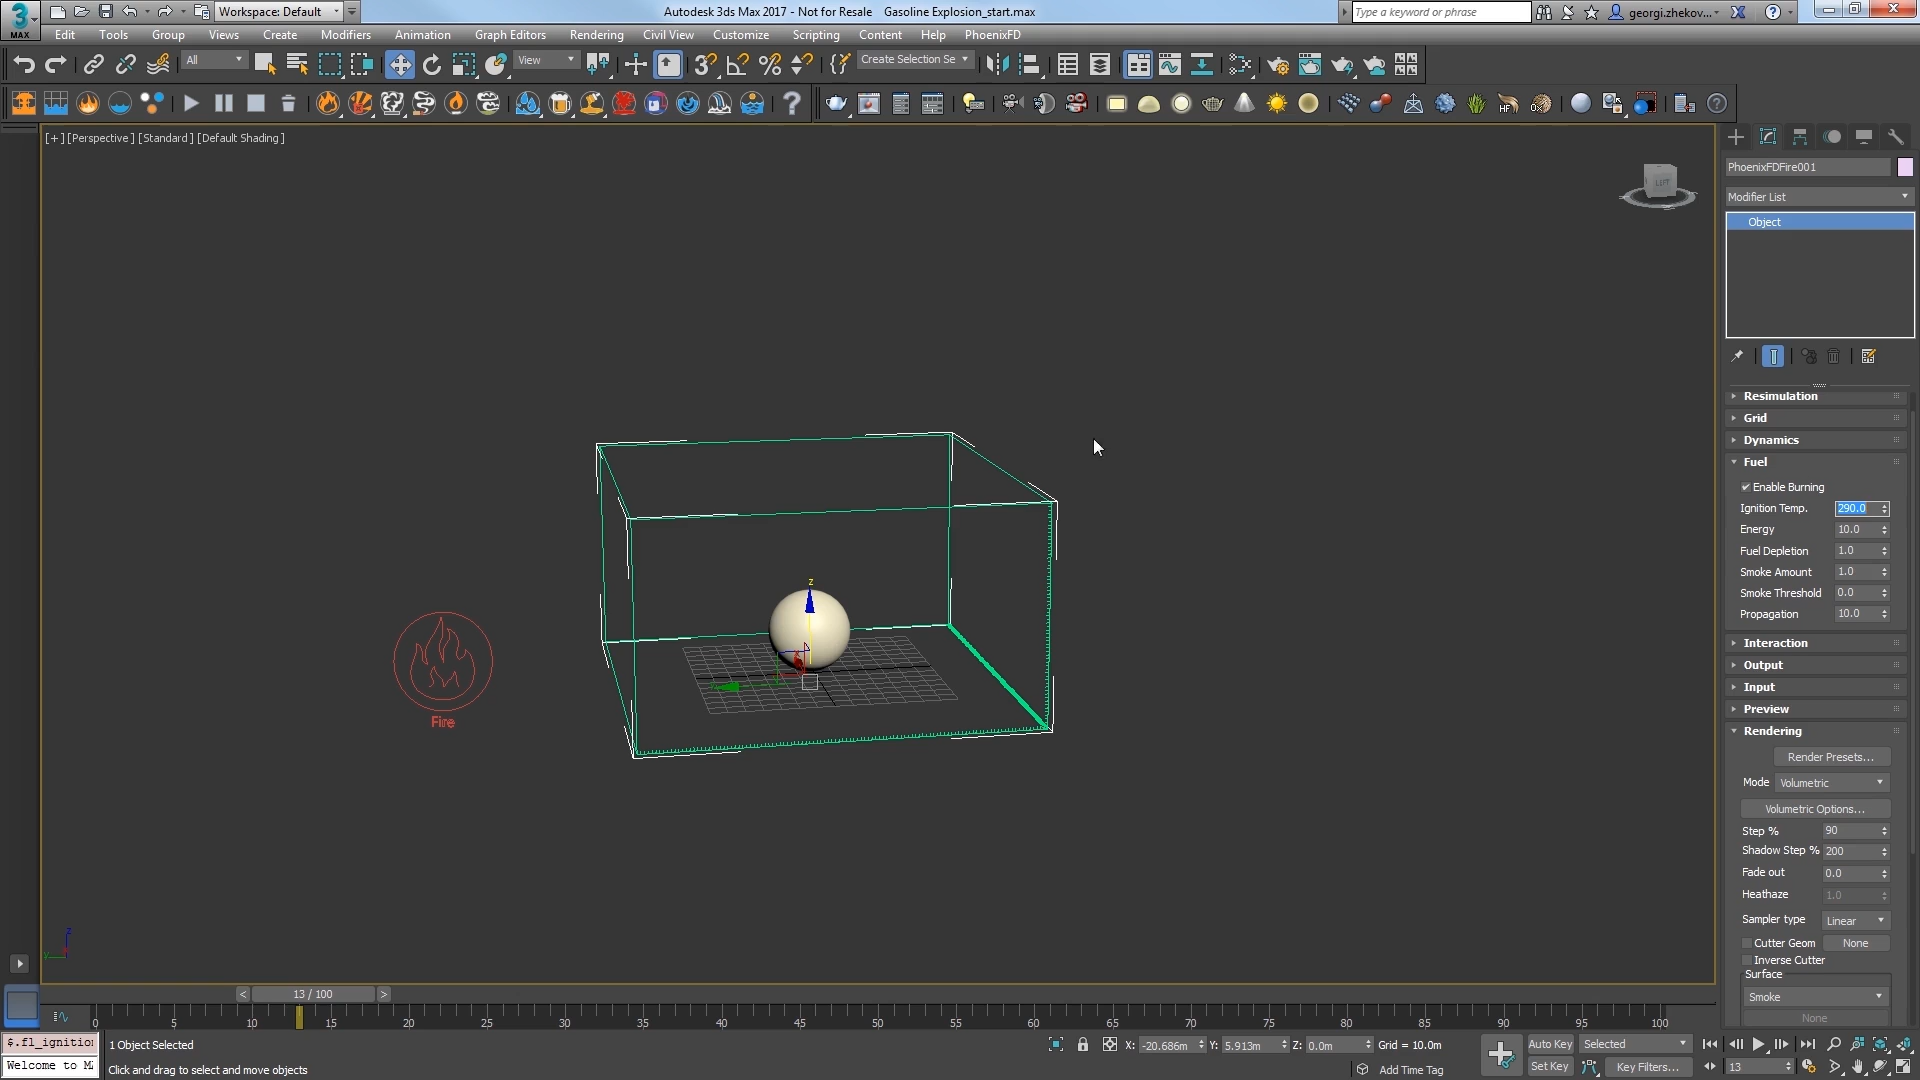 3
MAX
Workspace: Default
Autodesk 3ds Max 2017 - Not for Resale    Gasoline Explosion_start.max
Type a keyword or phrase
georgi.zhekov...
Edit Tools Group Views Create Modifiers Animation Graph Editors Rendering Civil View Customize Scripting Content Help PhoenixFD
All
View
Create Selection Se
HF
[+] [Perspective] [Standard] [Default Shading]
LEFT
PhoenixFDFire001
Modifier List
Object
Resimulation
Grid
Dynamics
Fuel
Enable Burning
Ignition Temp. 290.0
Energy 10.0
Fuel Depletion 1.0
Smoke Amount 1.0
Smoke Threshold 0.0
Propagation 10.0
Interaction
Output
Input
Preview
Rendering
Render Presets...
Mode Volumetric
Volumetric Options...
Step % 90
Shadow Step % 200
Fade out 0.0
Heathaze 1.0
Sampler type Linear
Cutter Geom None
Inverse Cutter
Surface
Smoke
None
z
Fire
z
y
< 13 / 100 >
0 5 10 15 20 25 30 35 40 45 50 55 60 65 70 75 80 85 90 95 100
$.fl_ignition
Welcome to MA
1 Object Selected
Click and drag to select and move objects
X: -20.686m Y: 5.913m Z: 0.0m Grid = 10.0m
Add Time Tag
Auto Key Selected
Set Key Key Filters...
13